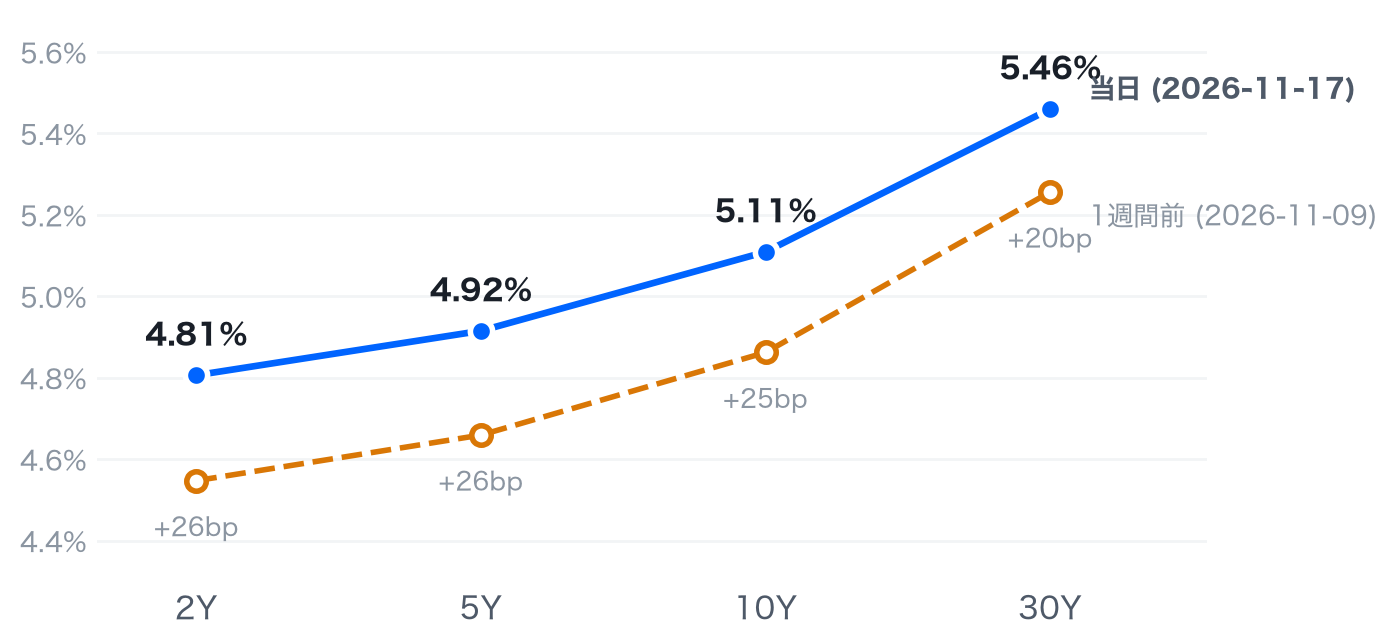 5.6%
5.46%
当日 (2026-11-17)
5.4%
5.2%
5.11%
1週間前 (2026-11-09)
+20bp
5.0%
4.92%
4.81%
4.8%
+25bp
4.6%
+26bp
+26bp
4.4%
2Y
5Y
10Y
30Y